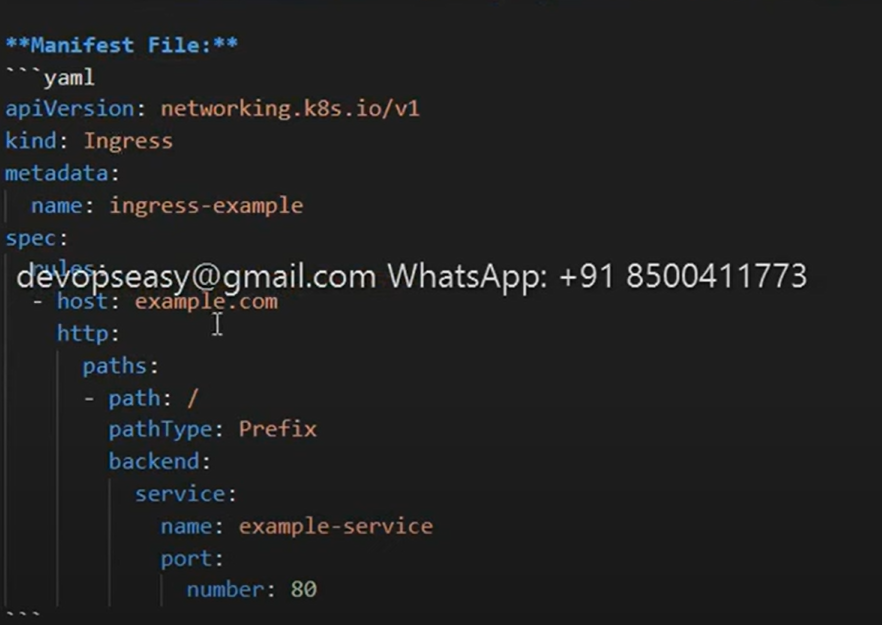 **Manifest File:**
```yaml
apiVersion: networking.k8s.io/v1
kind: Ingress
metadata:
  name: ingress-example
spec:
  rules:
devopseasy@gmail.com WhatsApp: +91 8500411773
  - host: example.com
    http:
      paths:
      - path: /
        pathType: Prefix
        backend:
          service:
            name: example-service
            port:
              number: 80
```